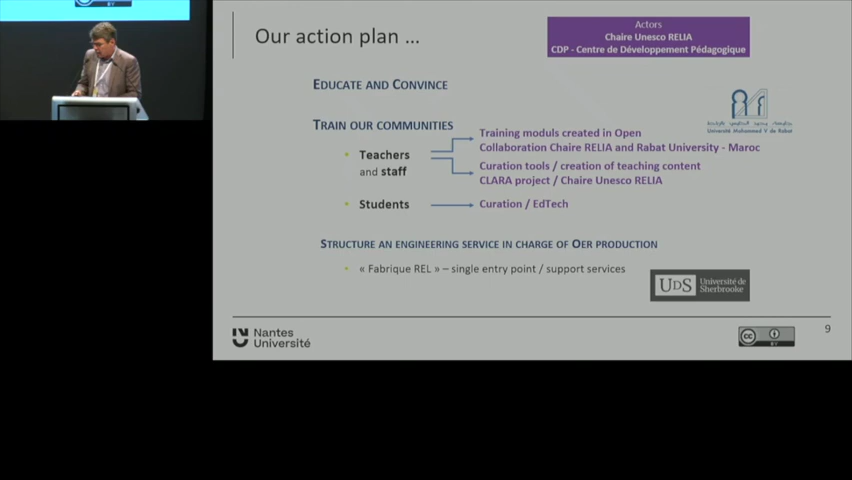 Our action plan ...
Actors
Chaire Unesco RELIA
CDP - Centre de Développement Pédagogique
EDUCATE AND CONVINCE
TRAIN OUR COMMUNITIES
• Teachers
and staff
Training moduls created in Open
Collaboration Chaire RELIA and Rabat University - Maroc
Curation tools / creation of teaching content
CLARA project / Chaire Unesco RELIA
• Students
Curation / EdTech
Université Mohammed V de Rabat
STRUCTURE AN ENGINEERING SERVICE IN CHARGE OF OER PRODUCTION
• « Fabrique REL » – single entry point / support services
UDS Université de
Sherbrooke
Nantes
Université
cc BY
9